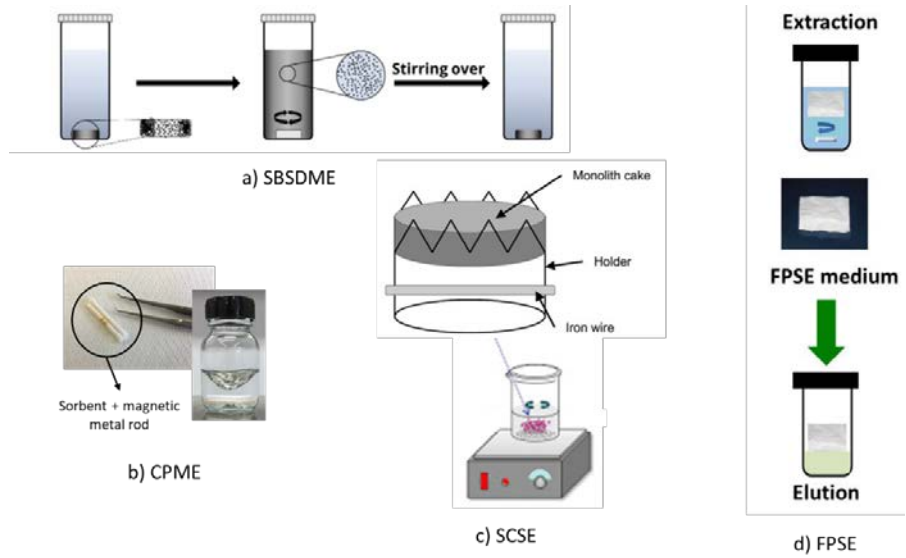 Stirring over
a) SBSDME
Monolith cake
Holder
Iron wire
Sorbent + magnetic
metal rod
b) CPME
c) SCSE
Extraction
FPSE medium
Elution
d) FPSE